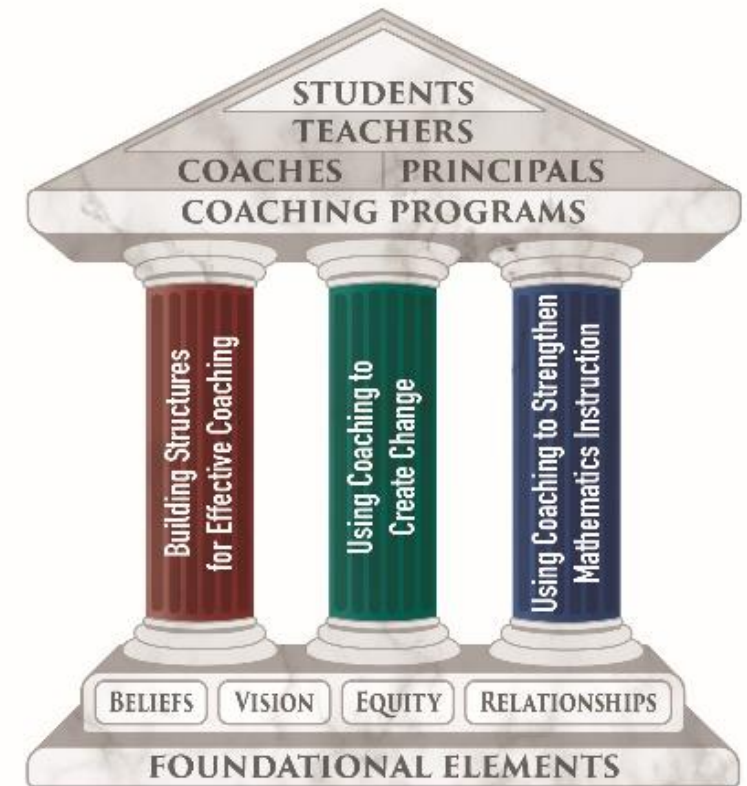 STUDENTS
TEACHERS
COACHES PRINCIPALS
COACHING PROGRAMS
Building Structures
for Effective Coaching
Using Coaching to
Create Change
Using Coaching to Strengthen
Mathematics Instruction
BELIEFS VISION EQUITY RELATIONSHIPS
FOUNDATIONAL ELEMENTS